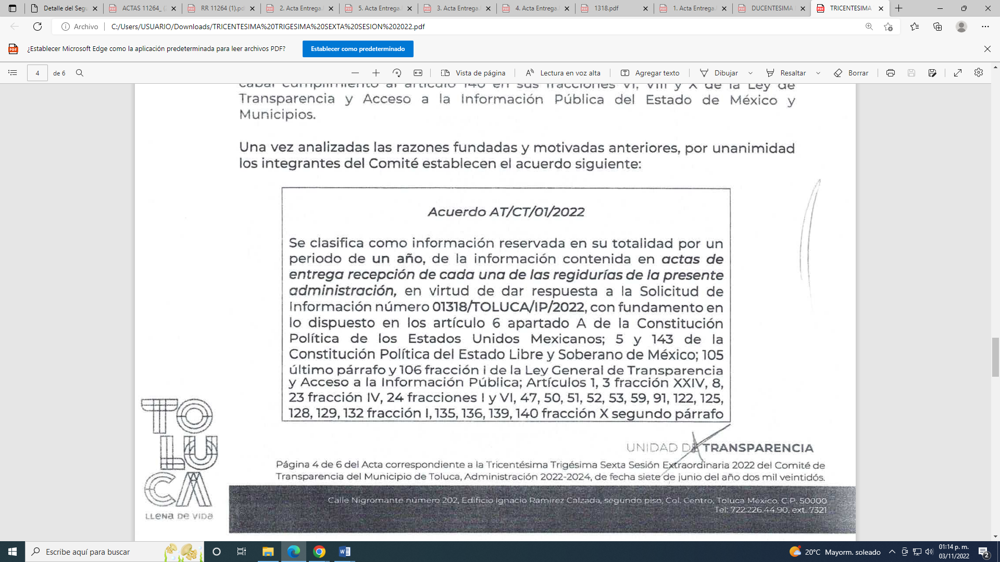 Detalle del Segu
ACTAS 11264_ (
RR 11264 (1).pd
2. Acta Entrega.
5. Acta Entrega.
3. Acta Entrega.
4. Acta Entrega.
1318.pdf
1. Acta Entrega.
DUCENTESIMA
TRICENTESIMA
Archivo
C:/Users/USUARIO/Downloads/TRICENTESIMA%20TRIGESIMA%20SEXTA%20SESION%202022.pdf
¿Establecer Microsoft Edge como la aplicación predeterminada para leer archivos PDF?
Establecer como predeterminado
4 de 6
Vista de página
Lectura en voz alta
Agregar texto
Dibujar
Resaltar
Borrar
cabal cumplimiento al artículo 140 en sus fracciones VI, VIII y X de la Ley de
Transparencia y Acceso a la Información Pública del Estado de México y
Municipios.
Una vez analizadas las razones fundadas y motivadas anteriores, por unanimidad
los integrantes del Comité establecen el acuerdo siguiente:
Acuerdo AT/CT/01/2022
Se clasifica como información reservada en su totalidad por un
periodo de un año, de la información contenida en actas de
entrega recepción de cada una de las regidurías de la presente
administración, en virtud de dar respuesta a la Solicitud de
Información número 01318/TOLUCA/IP/2022, con fundamento en
lo dispuesto en los artículo 6 apartado A de la Constitución
Política de los Estados Unidos Mexicanos; 5 y 143 de la
Constitución Política del Estado Libre y Soberano de México; 105
último párrafo y 106 fracción i de la Ley General de Transparencia
y Acceso a la Información Pública; Artículos 1, 3 fracción XXIV, 8,
23 fracción IV, 24 fracciones I y VI, 47, 50, 51, 52, 53, 59, 91, 122, 125,
128, 129, 132 fracción I, 135, 136, 139, 140 fracción X segundo párrafo
TO
LU
CA
LLENA DE VIDA
UNIDAD DE TRANSPARENCIA
Página 4 de 6 del Acta correspondiente a la Tricentésima Trigésima Sexta Sesión Extraordinaria 2022 del Comité de
Transparencia del Municipio de Toluca, Administración 2022-2024, de fecha siete de junio del año dos mil veintidós.
Calle Nigromante número 202, Edificio Ignacio Ramírez Calzada, segundo piso, Col. Centro, Toluca México. C.P. 50000
Tel: 722.226.44.90, ext. 7321
Escribe aquí para buscar
20°C Mayorm. soleado
01:14 p. m.
03/11/2022
2